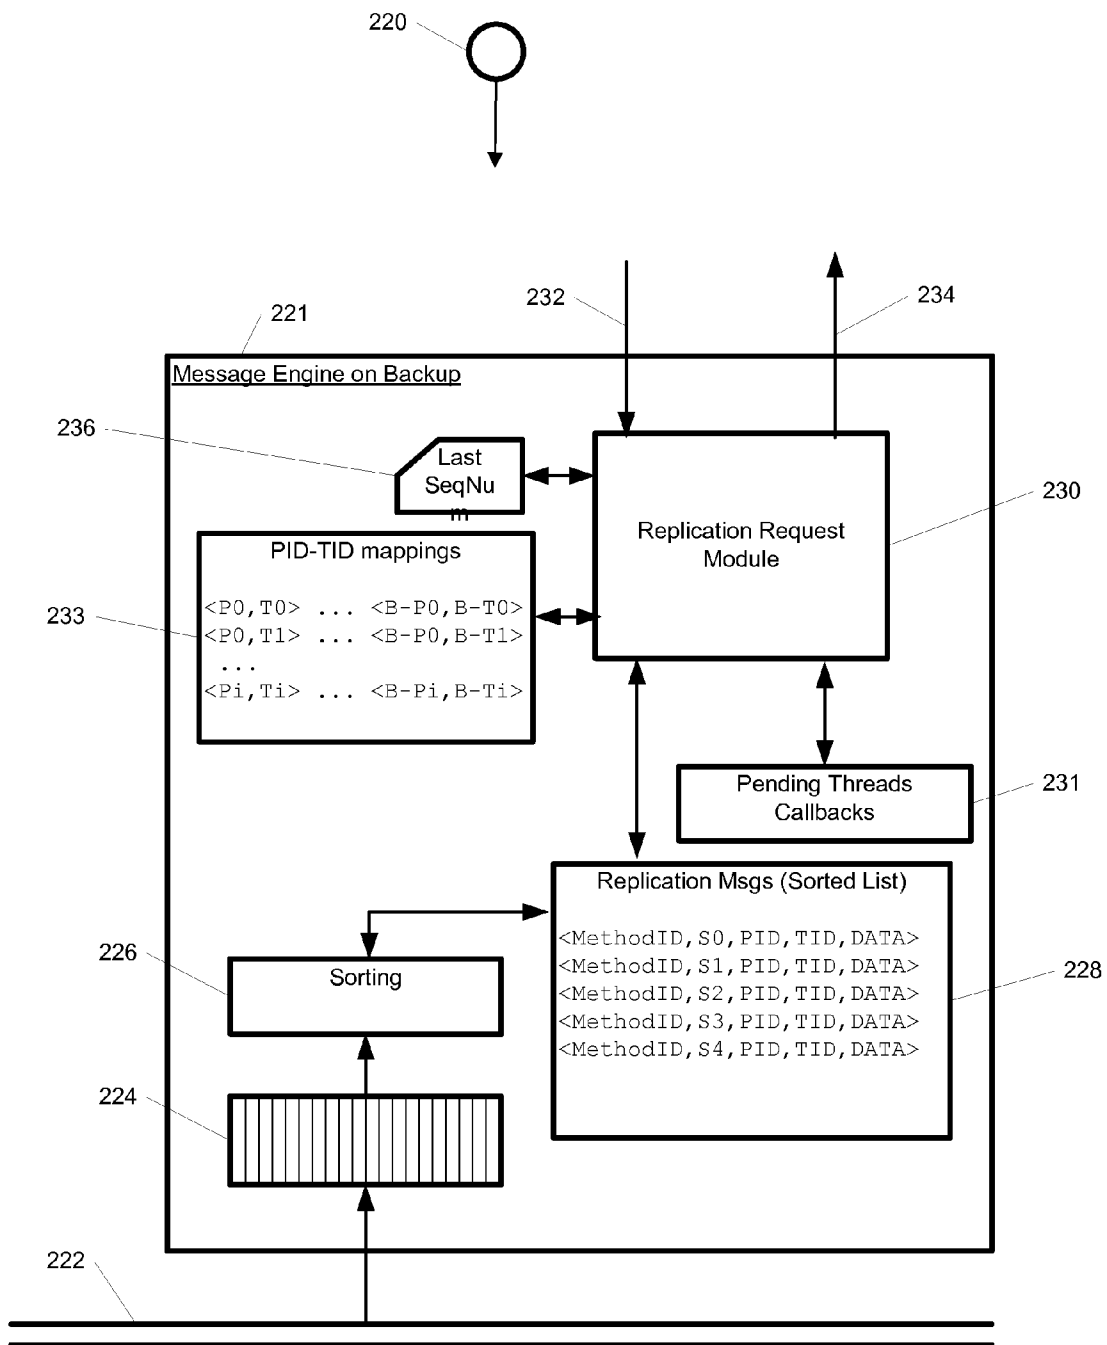 220
232
234
221
Message Engine on Backup
236
Last
SeqNu
m
230
Replication Request
Module
PID-TID mappings
233
<P0,T0> ... <B-P0,B-T0>
<P0,T1> ... <B-P0,B-T1>
...
<Pi,Ti> ... <B-Pi,B-Ti>
Pending Threads
Callbacks
231
Replication Msgs (Sorted List)
<MethodID,S0,PID,TID,DATA>
<MethodID,S1,PID,TID,DATA>
<MethodID,S2,PID,TID,DATA>
<MethodID,S3,PID,TID,DATA>
<MethodID,S4,PID,TID,DATA>
228
226
Sorting
224
222